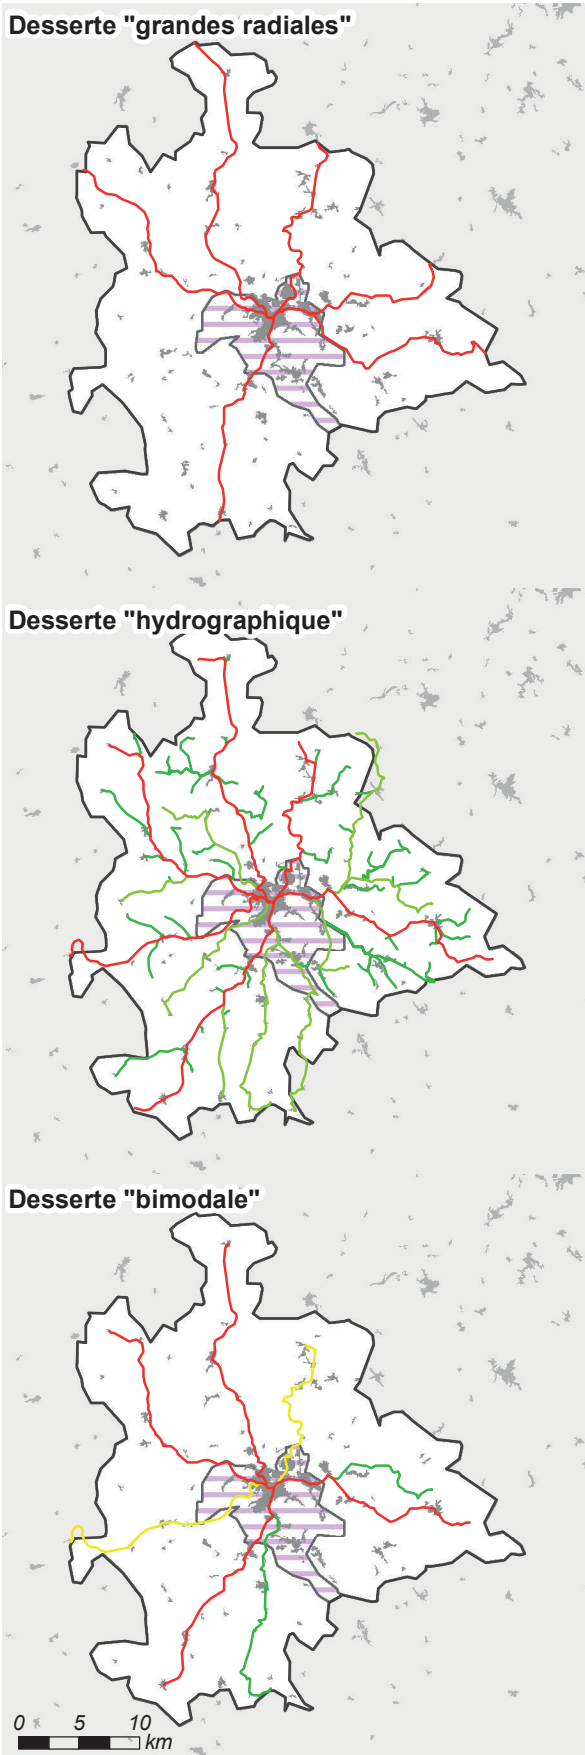 Desserte "grandes radiales"
Desserte "hydrographique"
Desserte "bimodale"
0 5 10
km